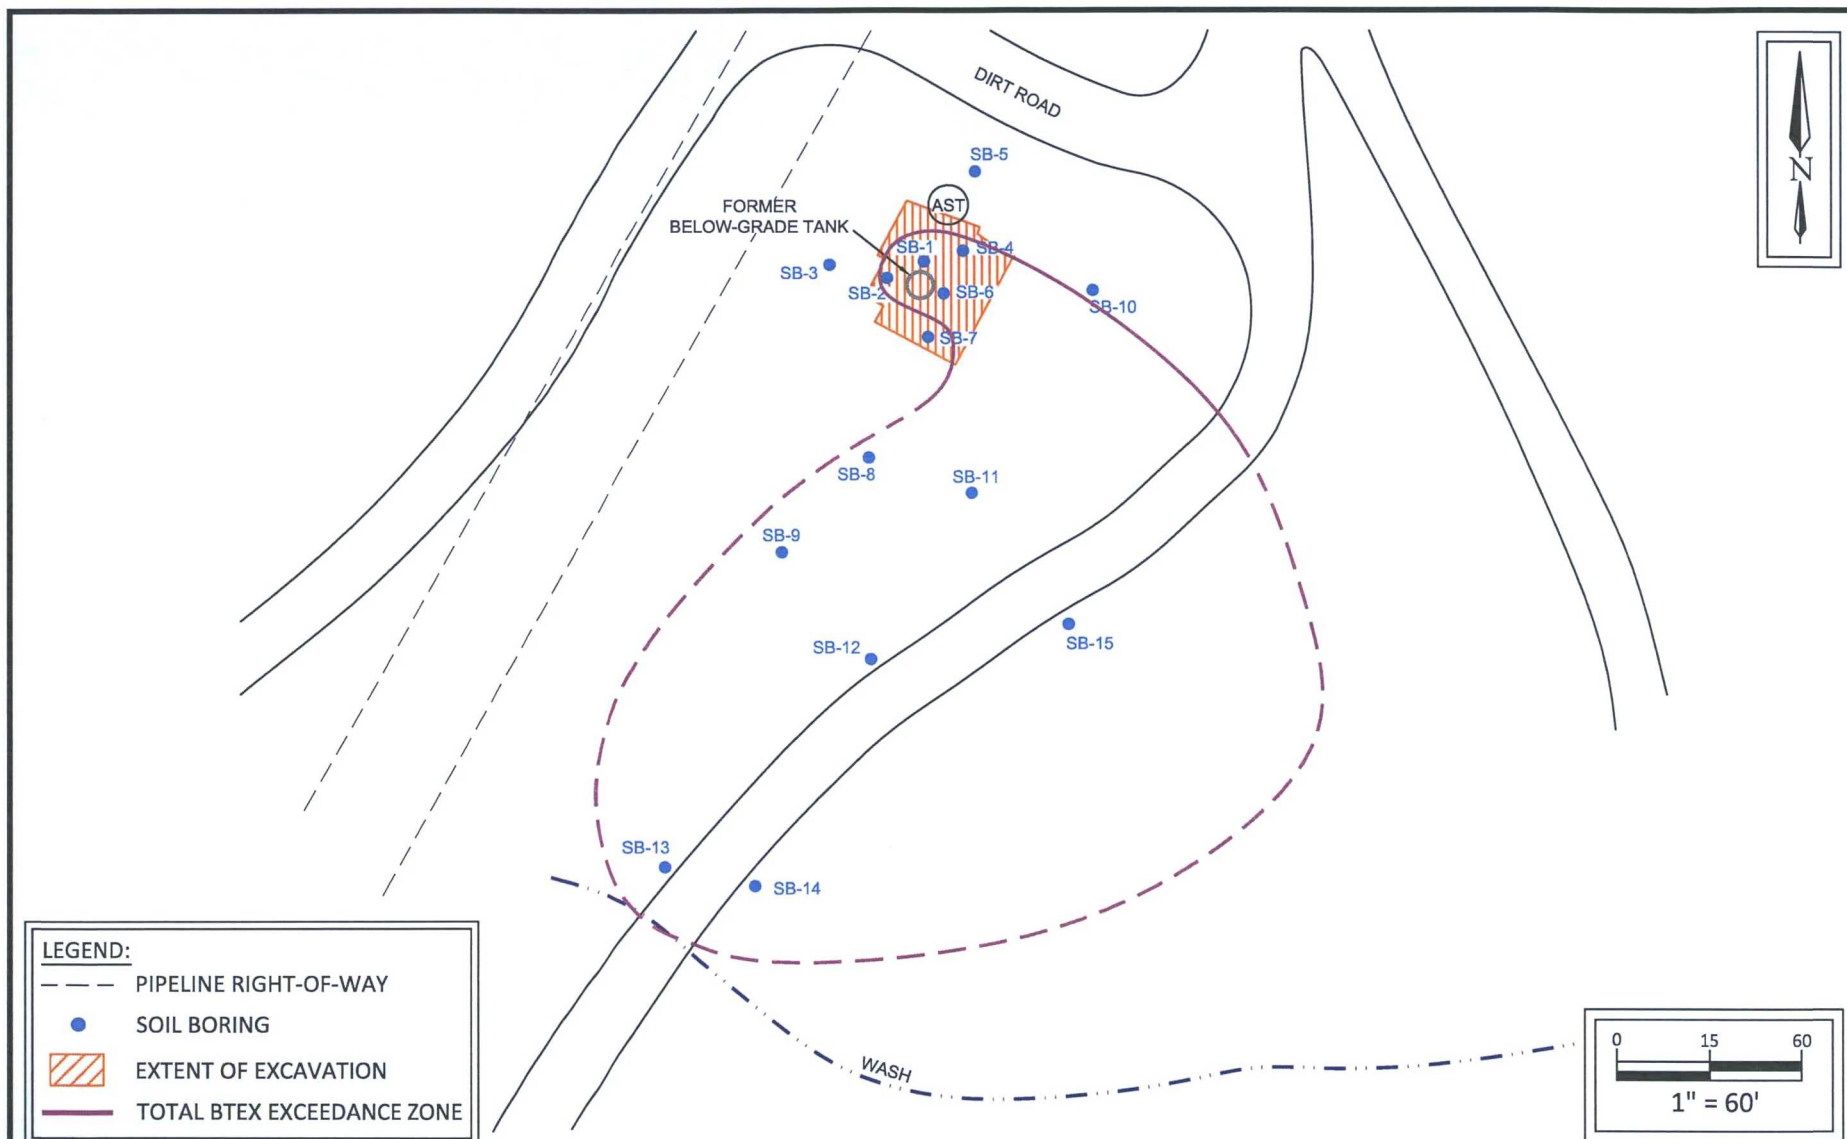 DIRT ROAD
N
SB-5
AST
FORMER
BELOW-GRADE TANK
SB-1
SB-4
SB-3
SB-2
SB-6
SB-10
SB-7
SB-8
SB-11
SB-9
SB-12
SB-15
SB-13
SB-14
WASH
LEGEND:
PIPELINE RIGHT-OF-WAY
SOIL BORING
EXTENT OF EXCAVATION
TOTAL BTEX EXCEEDANCE ZONE
0 15 60
1" = 60'